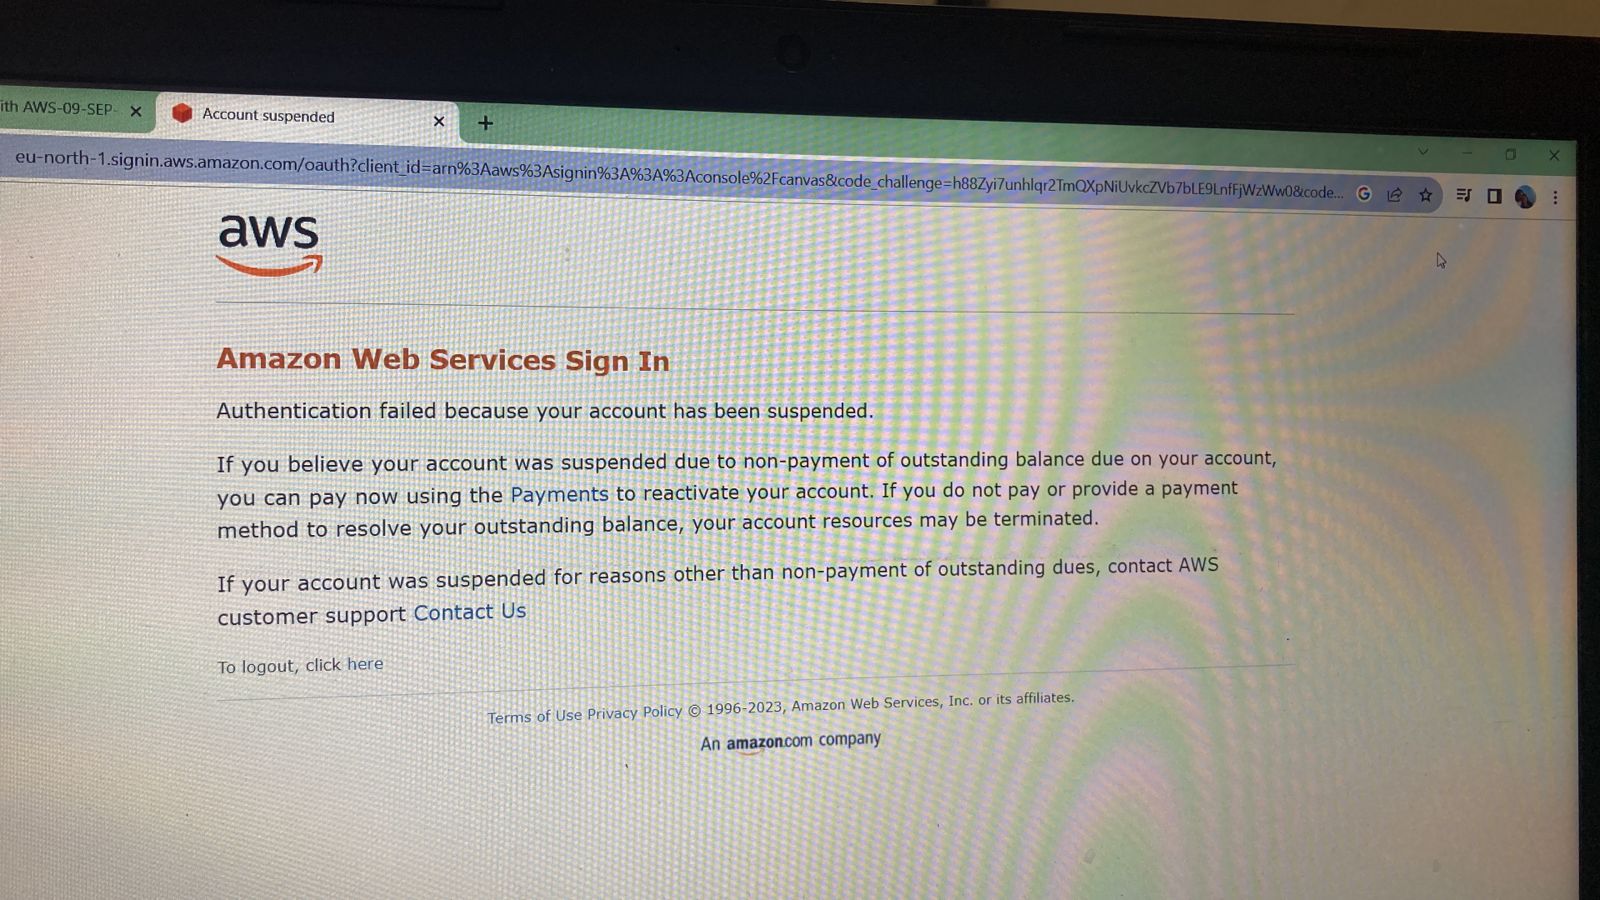 ith AWS-09-SEP-
Account suspended
eu-north-1.signin.aws.amazon.com/oauth?client_id=arn%3Aaws%3Asignin%3A%3A%3Aconsole%2Fcanvas&code_challenge=h88Zyi7unhlqr2TmQXpNiUvkcZVb7bLE9LnfFjWzWw0&code...
aws
Amazon Web Services Sign In
Authentication failed because your account has been suspended.
If you believe your account was suspended due to non-payment of outstanding balance due on your account,
you can pay now using the Payments to reactivate your account. If you do not pay or provide a payment
method to resolve your outstanding balance, your account resources may be terminated.
If your account was suspended for reasons other than non-payment of outstanding dues, contact AWS
customer support Contact Us
To logout, click here
Terms of Use Privacy Policy © 1996-2023, Amazon Web Services, Inc. or its affiliates.
An amazon.com company